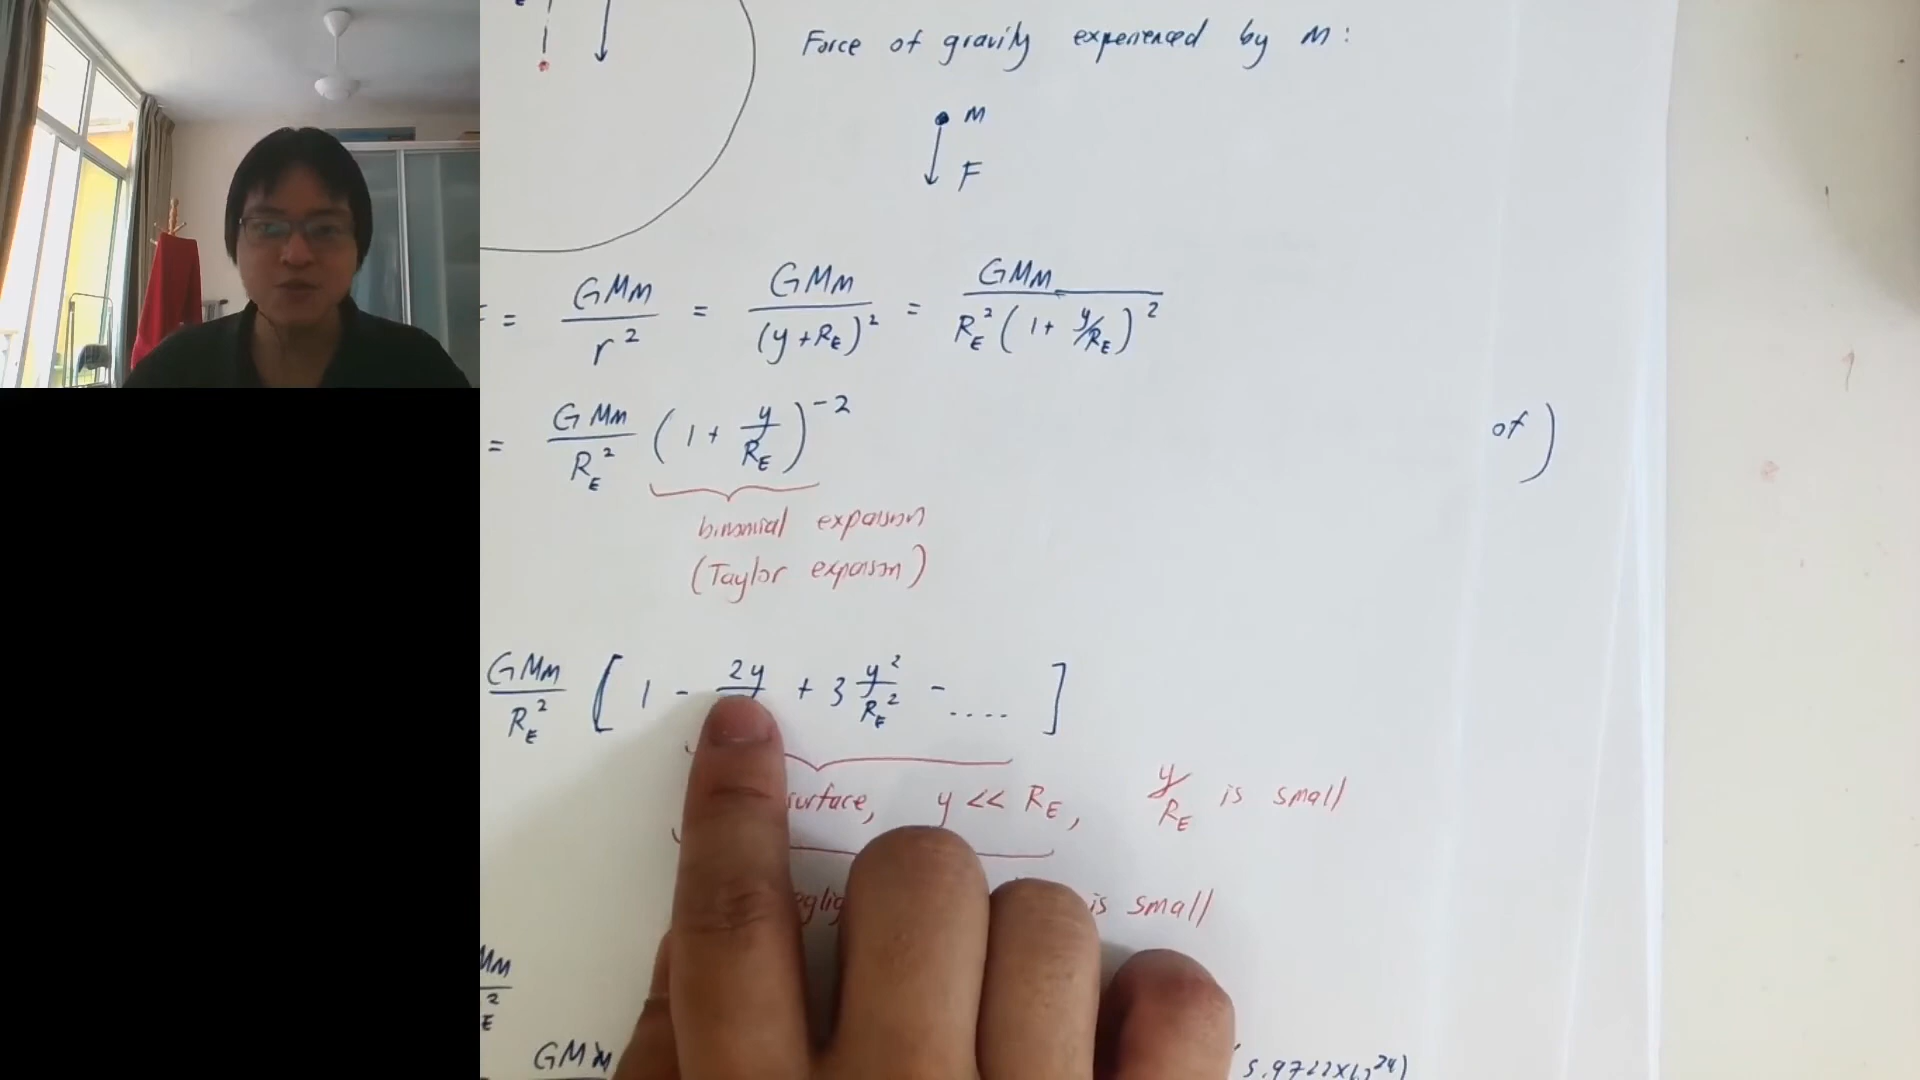 Force of gravity experienced by m:
m
F
= GMm / r² = GMm / (y + R_E)² = GMm / R_E² (1 + y/R_E)²
= GMm / R_E² (1 + y/R_E)⁻²
of )
binomial expansion
(Taylor expansion)
GMm / R_E² [ 1 - 2y + 3 y²/R_E² - .... ]
surface, y << R_E, y/R_E is small
is small
GMm